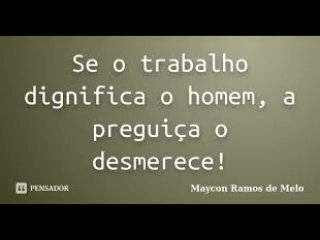 Se o trabalho
dignifica o homem, a
preguiça o
desmerece!
PENSADOR
Maycon Ramos de Melo